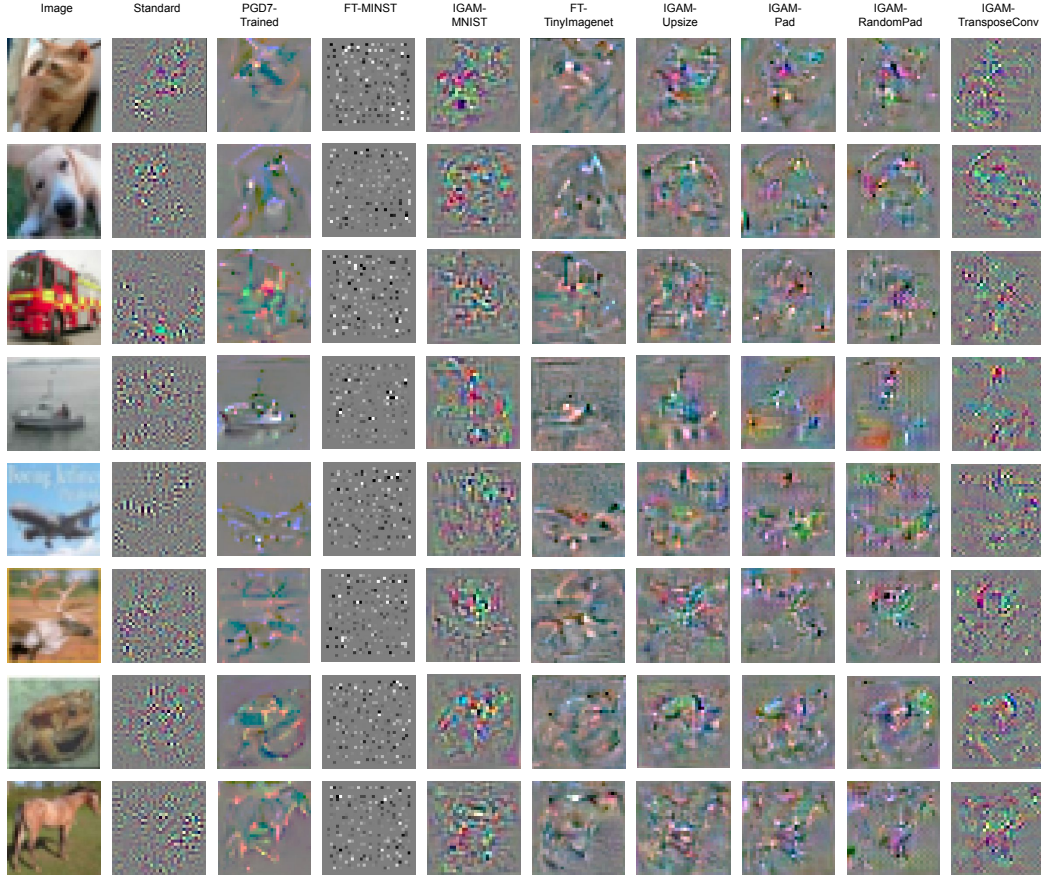 Image
Standard
PGD7-
Trained
FT-MINST
IGAM-
MNIST
FT-
TinyImagenet
IGAM-
Upsize
IGAM-
Pad
IGAM-
RandomPad
IGAM-
TransposeConv